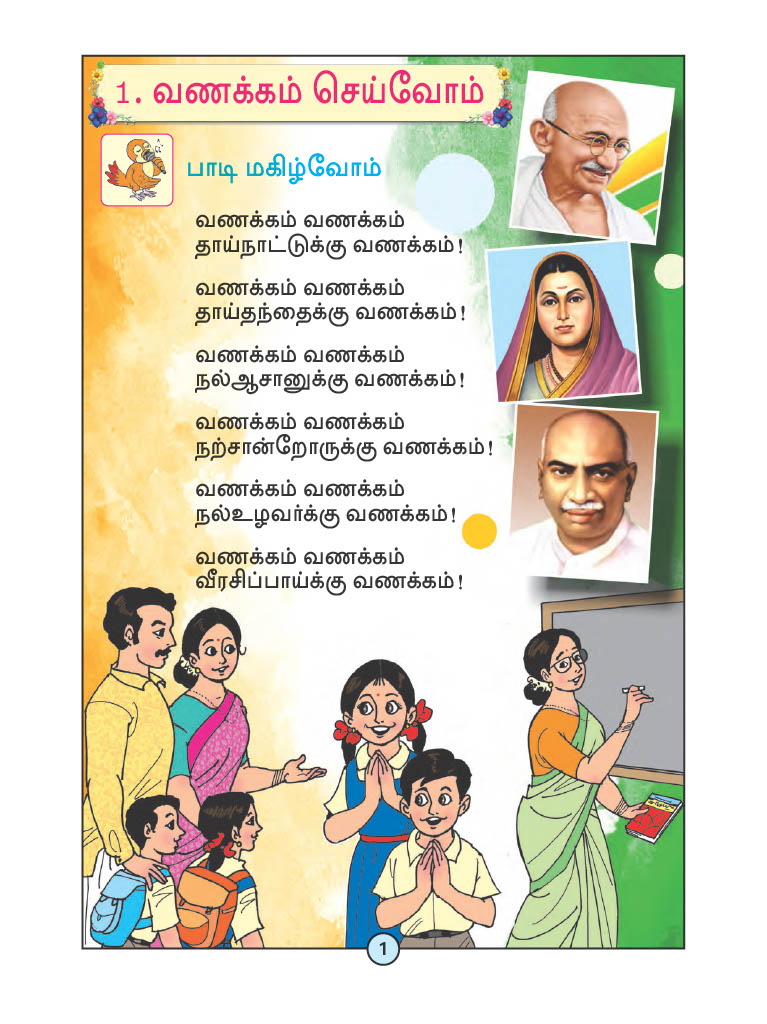 1. வணக்கம் செய்வோம்
பாடி மகிழ்வோம்
வணக்கம் வணக்கம்
தாய்நாட்டுக்கு வணக்கம்!
வணக்கம் வணக்கம்
தாய்தந்தைக்கு வணக்கம்!
வணக்கம் வணக்கம்
நல்ஆசானுக்கு வணக்கம்!
வணக்கம் வணக்கம்
நற்சான்றோருக்கு வணக்கம்!
வணக்கம் வணக்கம்
நல்உழவர்க்கு வணக்கம்!
வணக்கம் வணக்கம்
வீரசிப்பாய்க்கு வணக்கம்!
1